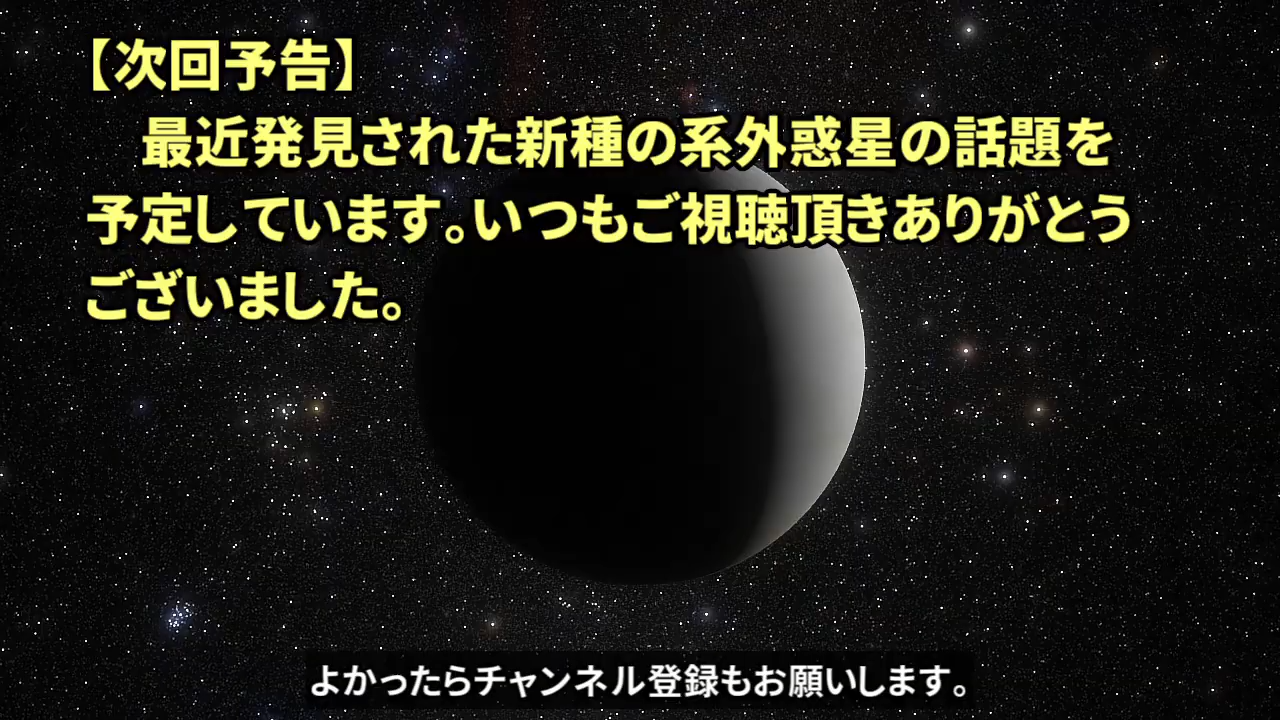 【次回予告】
最近発見された新種の系外惑星の話題を
予定しています。いつもご視聴頂きありがとう
ございました。
よかったらチャンネル登録もお願いします。